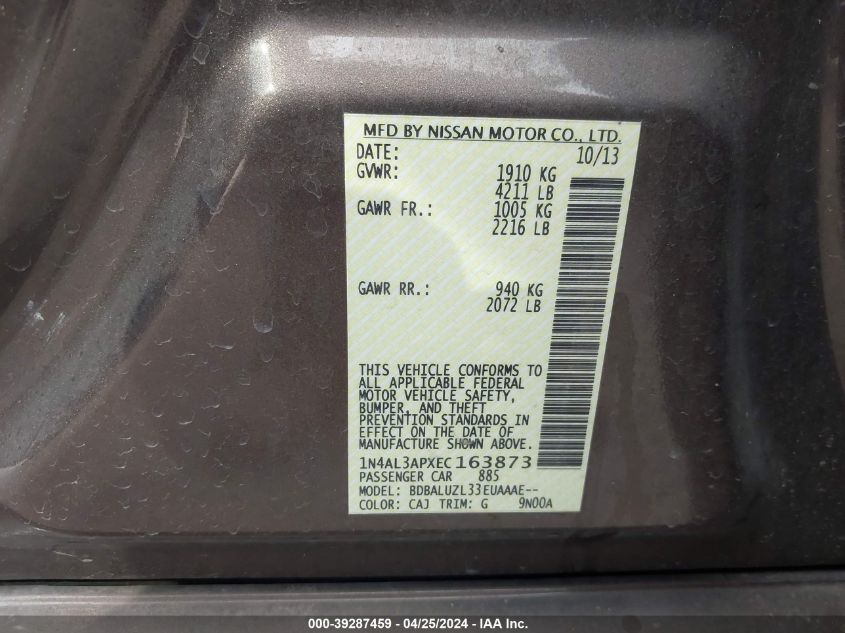 MFD BY NISSAN MOTOR CO., LTD.
DATE: 10/13
GVWR: 1910 KG
4211 LB
GAWR FR.: 1005 KG
2216 LB
GAWR RR.: 940 KG
2072 LB
THIS VEHICLE CONFORMS TO
ALL APPLICABLE FEDERAL
MOTOR VEHICLE SAFETY,
BUMPER, AND THEFT
PREVENTION STANDARDS IN
EFFECT ON THE DATE OF
MANUFACTURE SHOWN ABOVE.
1N4AL3APXEC163873
PASSENGER CAR 885
MODEL: BDBALUZL33EUAAAE--
COLOR: CAJ TRIM: G 9N00A
000-39287459 - 04/25/2024 - IAA Inc.